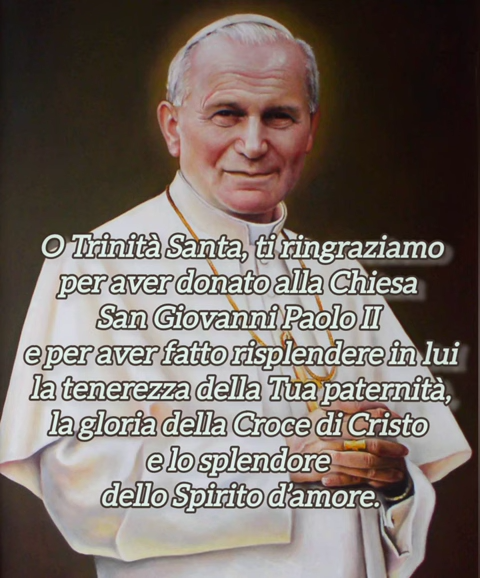 O Trinità Santa, ti ringraziamo
per aver donato alla Chiesa
San Giovanni Paolo II
e per aver fatto risplendere in lui
la tenerezza della Tua paternità,
la gloria della Croce di Cristo
e lo splendore
dello Spirito d'amore.